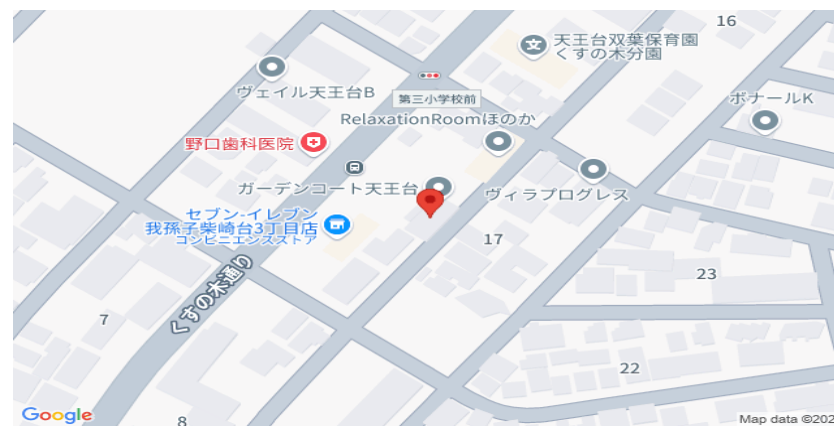 16
天王台双葉保育園
くすの木分園
ヴェイル天王台B
第三小学校前
ボナールK
RelaxationRoomほのか
野口歯科医院
ガーデンコート天王台
ヴィラプログレス
セブン-イレブン
我孫子柴崎台3丁目店
コンビニエンスストア
17
くすの木通り
23
7
22
8
Google
Map data ©202